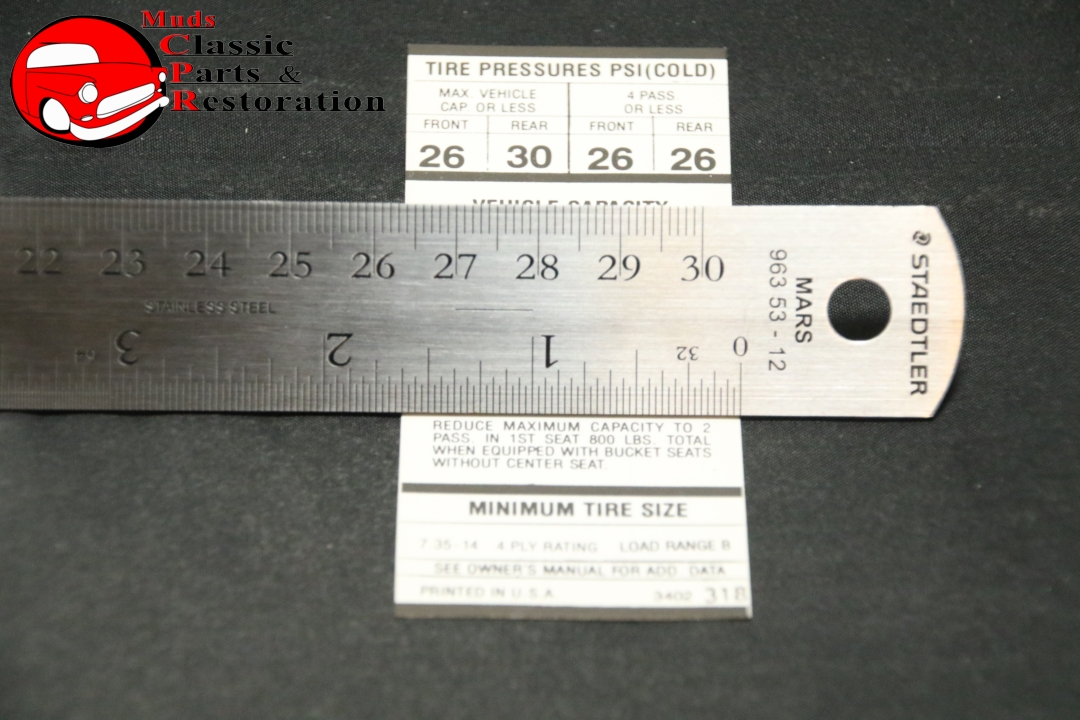 Muds
Classic
Parts &
Restoration
TIRE PRESSURES PSI(COLD)
MAX. VEHICLE
CAP. OR LESS
4 PASS
OR LESS
FRONT REAR FRONT REAR
26 30 26 26
VEHICLE CAPACITY
22 23 24 25 26 27 28 29 30
STAINLESS STEEL
3 2 1 0
64
32
963 53 - 12
MARS
STAEDTLER
REDUCE MAXIMUM CAPACITY TO 2
PASS. IN 1ST SEAT 800 LBS. TOTAL
WHEN EQUIPPED WITH BUCKET SEATS
WITHOUT CENTER SEAT.
MINIMUM TIRE SIZE
7.35-14 4 PLY RATING LOAD RANGE B
SEE OWNER'S MANUAL FOR ADD. DATA
PRINTED IN U.S.A. 3402 318